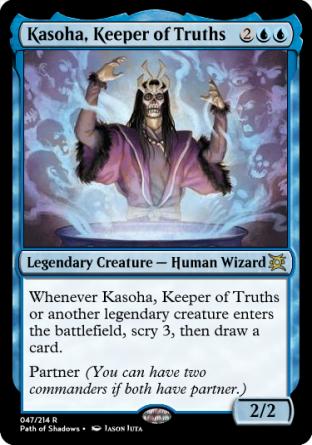 Kasoha, Keeper of Truths 2
Legendary Creature — Human Wizard
Whenever Kasoha, Keeper of Truths
or another legendary creature enters
the battlefield, scry 3, then draw a
card.
Partner (You can have two
commanders if both have partner.)
2/2
047/214 R
Path of Shadows • Jason Juta